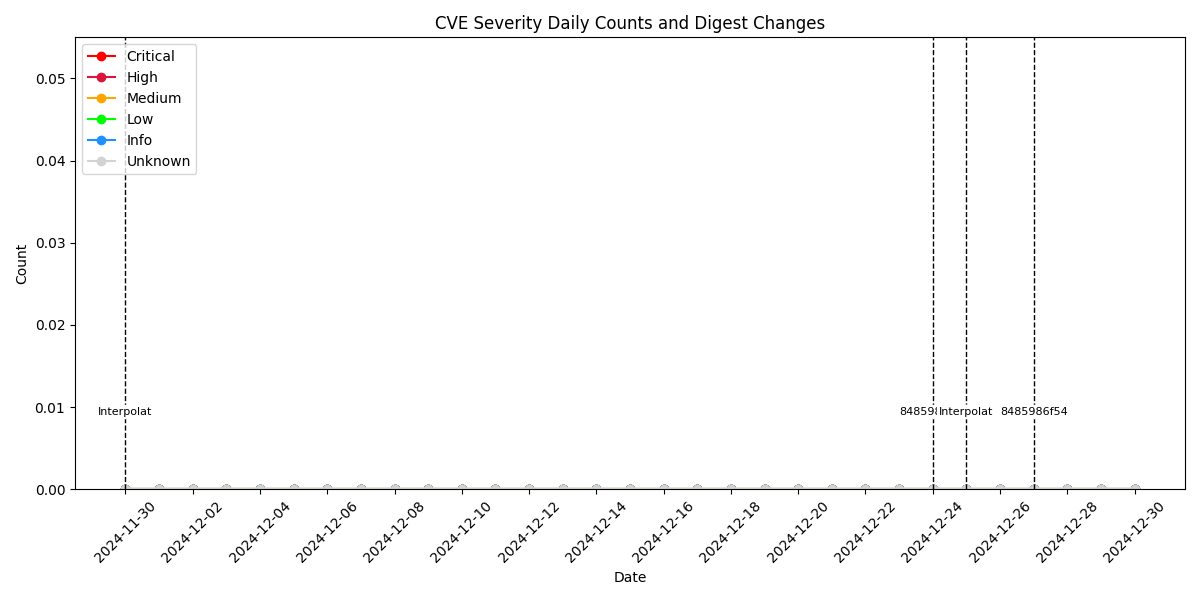 CVE Severity Daily Counts and Digest Changes
Critical
High
Medium
Low
Info
Unknown
0.05
0.04
0.03
0.02
0.01
0.00
Count
Interpolat
Interpolat
8485986f54
2024-11-30
2024-12-02
2024-12-04
2024-12-06
2024-12-08
2024-12-10
2024-12-12
2024-12-14
2024-12-16
2024-12-18
2024-12-20
2024-12-22
2024-12-24
2024-12-26
2024-12-28
2024-12-30
Date